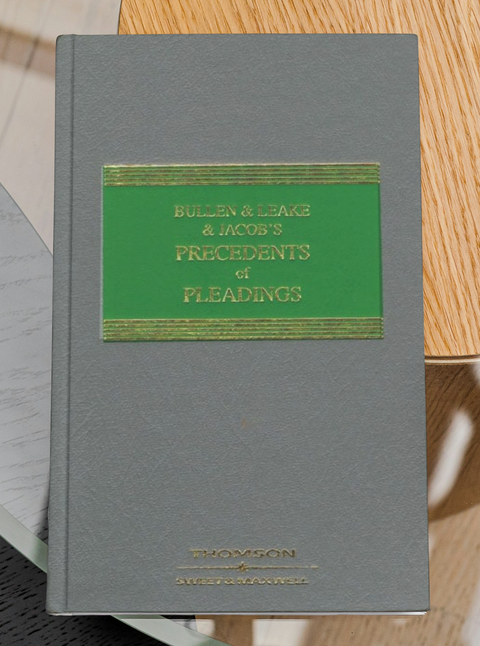 BULLEN & LEAKE
& JACOB'S
PRECEDENTS
of
PLEADINGS
THOMSON
SWEET & MAXWELL